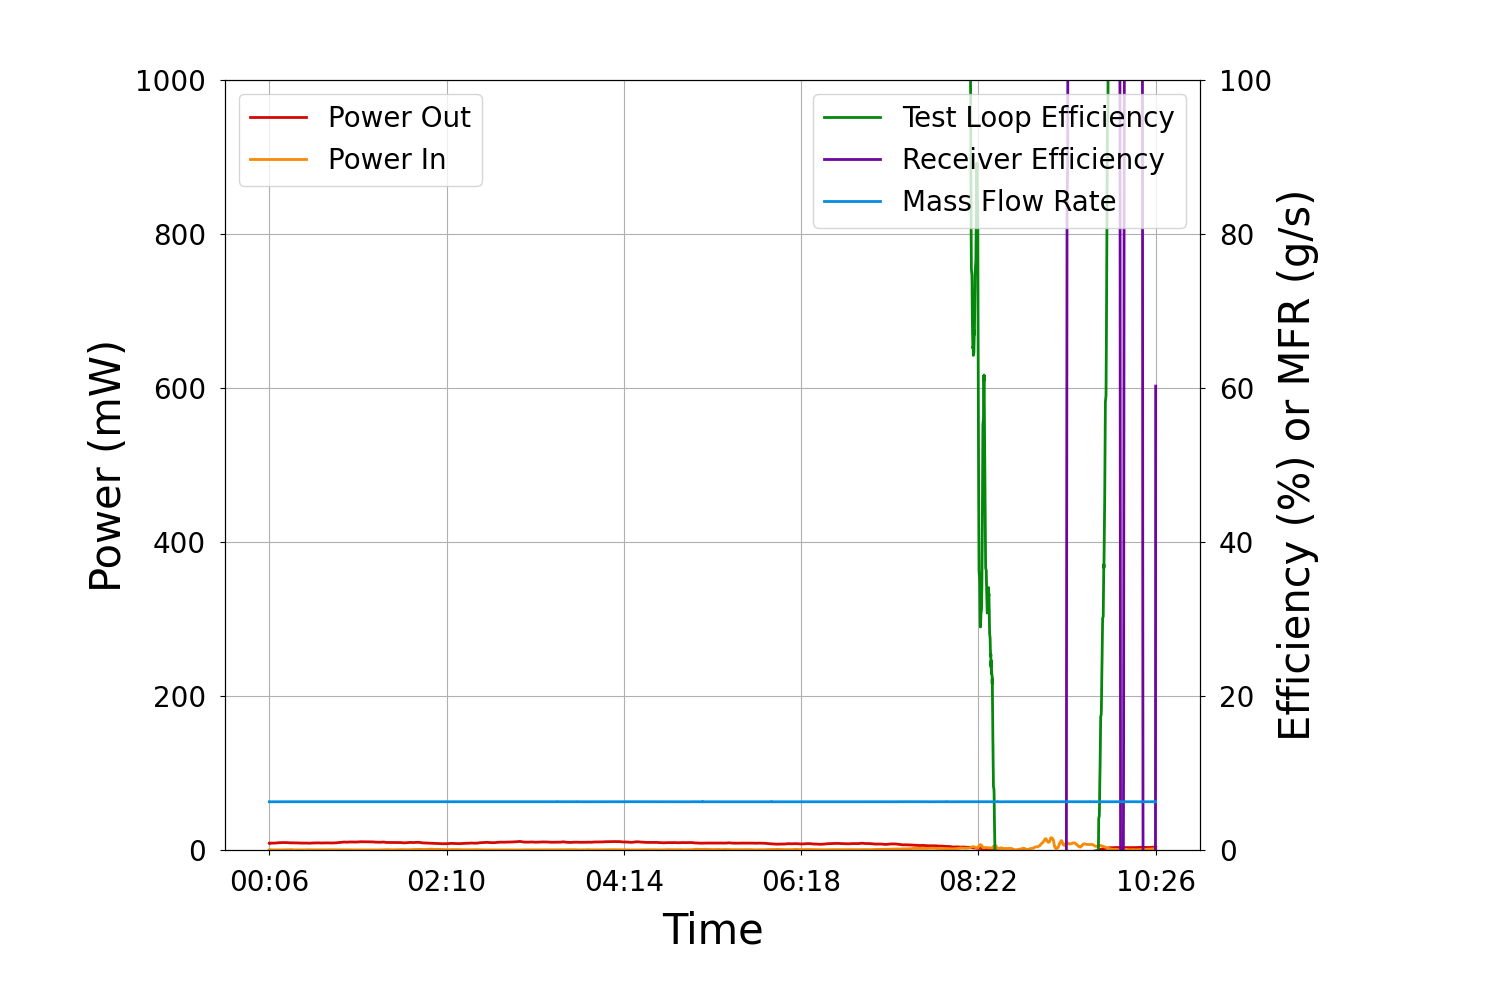 Power Out
Power In
Test Loop Efficiency
Receiver Efficiency
Mass Flow Rate
1000
800
600
400
200
0
Power (mW)
100
80
60
40
20
0
Efficiency (%) or MFR (g/s)
00:06 02:10 04:14 06:18 08:22 10:26
Time